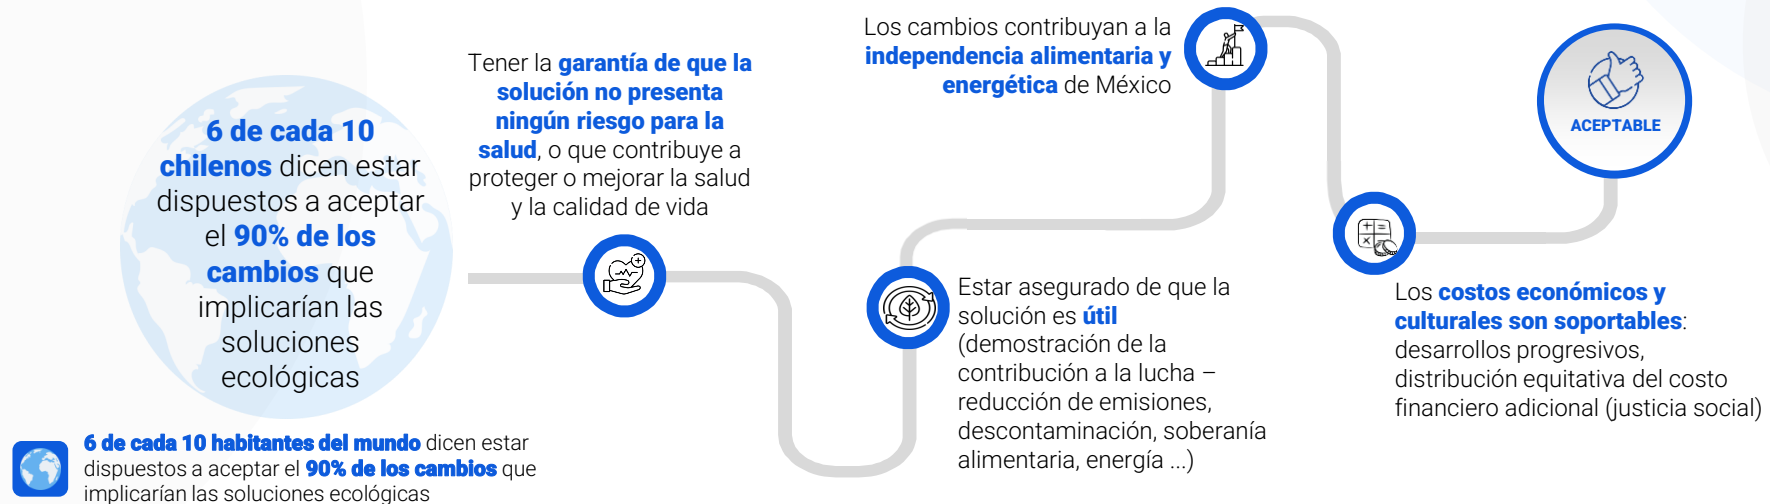 6 de cada 10
chilenos dicen estar
dispuestos a aceptar
el 90% de los
cambios que
implicarían las
soluciones
ecológicas
6 de cada 10 habitantes del mundo dicen estar
dispuestos a aceptar el 90% de los cambios que
implicarían las soluciones ecológicas
Tener la garantía de que la
solución no presenta
ningún riesgo para la
salud, o que contribuye a
proteger o mejorar la salud
y la calidad de vida
Estar asegurado de que la
solución es útil
(demostración de la
contribución a la lucha –
reducción de emisiones,
descontaminación, soberanía
alimentaria, energía ...)
Los cambios contribuyan a la
independencia alimentaria y
energética de México
Los costos económicos y
culturales son soportables:
desarrollos progresivos,
distribución equitativa del costo
financiero adicional (justicia social)
ACEPTABLE